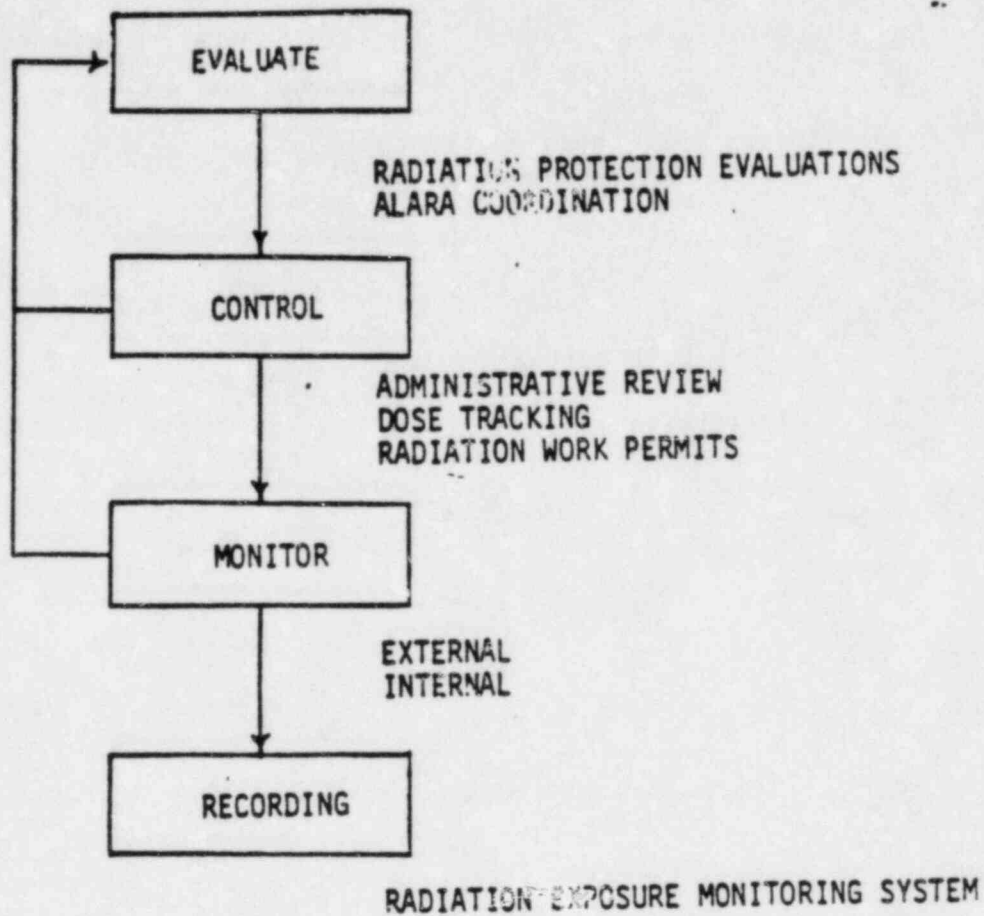 EVALUATE
RADIATION PROTECTION EVALUATIONS
ALARA COORDINATION
CONTROL
ADMINISTRATIVE REVIEW
DOSE TRACKING
RADIATION WORK PERMITS
MONITOR
EXTERNAL
INTERNAL
RECORDING
RADIATION EXPOSURE MONITORING SYSTEM